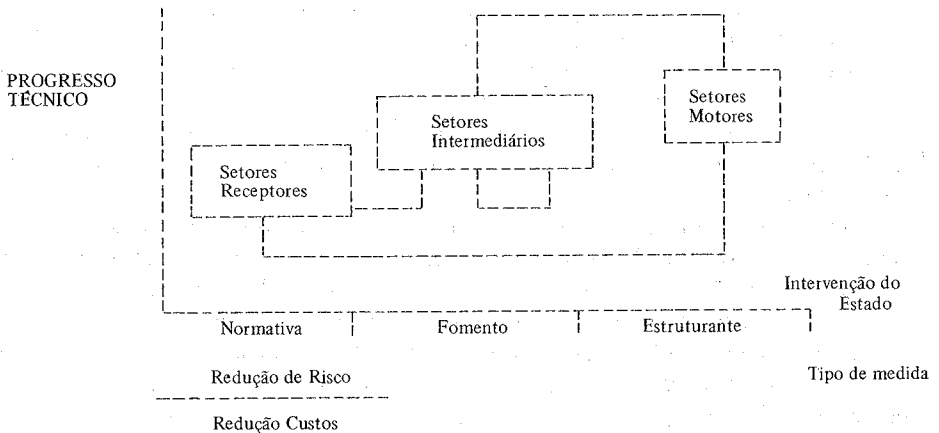 PROGRESSO
TÉCNICO
Setores
Motores
Setores
Intermediários
Setores
Receptores
Intervenção do
Estado
Normativa
Fomento
Estruturante
Redução de Risco
Tipo de medida
Redução Custos